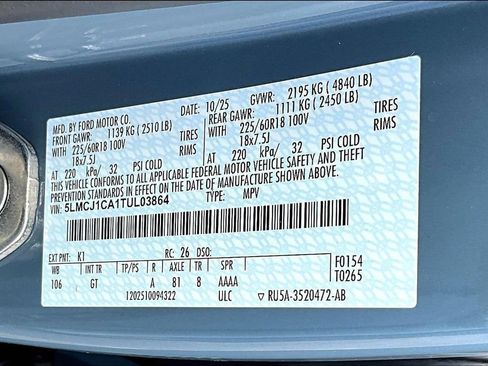 MFD. BY FORD MOTOR CO.
DATE: 10/25 GVWR: 2195 KG ( 4840 LB)
FRONT GAWR: 1139 KG ( 2510 LB) REAR GAWR: 1111 KG ( 2450 LB)
225/60R18 100V TIRES 225/60R18 100V TIRES
18x7.5J RIMS 18x7.5J RIMS
AT 220 kPa/ 32 PSI COLD AT 220 kPa/ 32 PSI COLD
THIS VEHICLE CONFORMS TO ALL APPLICABLE FEDERAL MOTOR VEHICLE SAFETY AND THEFT
PREVENTION STANDARDS IN EFFECT ON THE DATE OF MANUFACTURE SHOWN ABOVE.
VIN: 5LMCJ1CA1TUL03864 TYPE: MPV
EXT PNT: K1 RC: 26 DSO:
WB INT TR TP/PS R AXLE TR SPR
106 GT A 81 8 AAAA
1202510094322 ULC
F0154
T0265
RU5A-3520472-AB